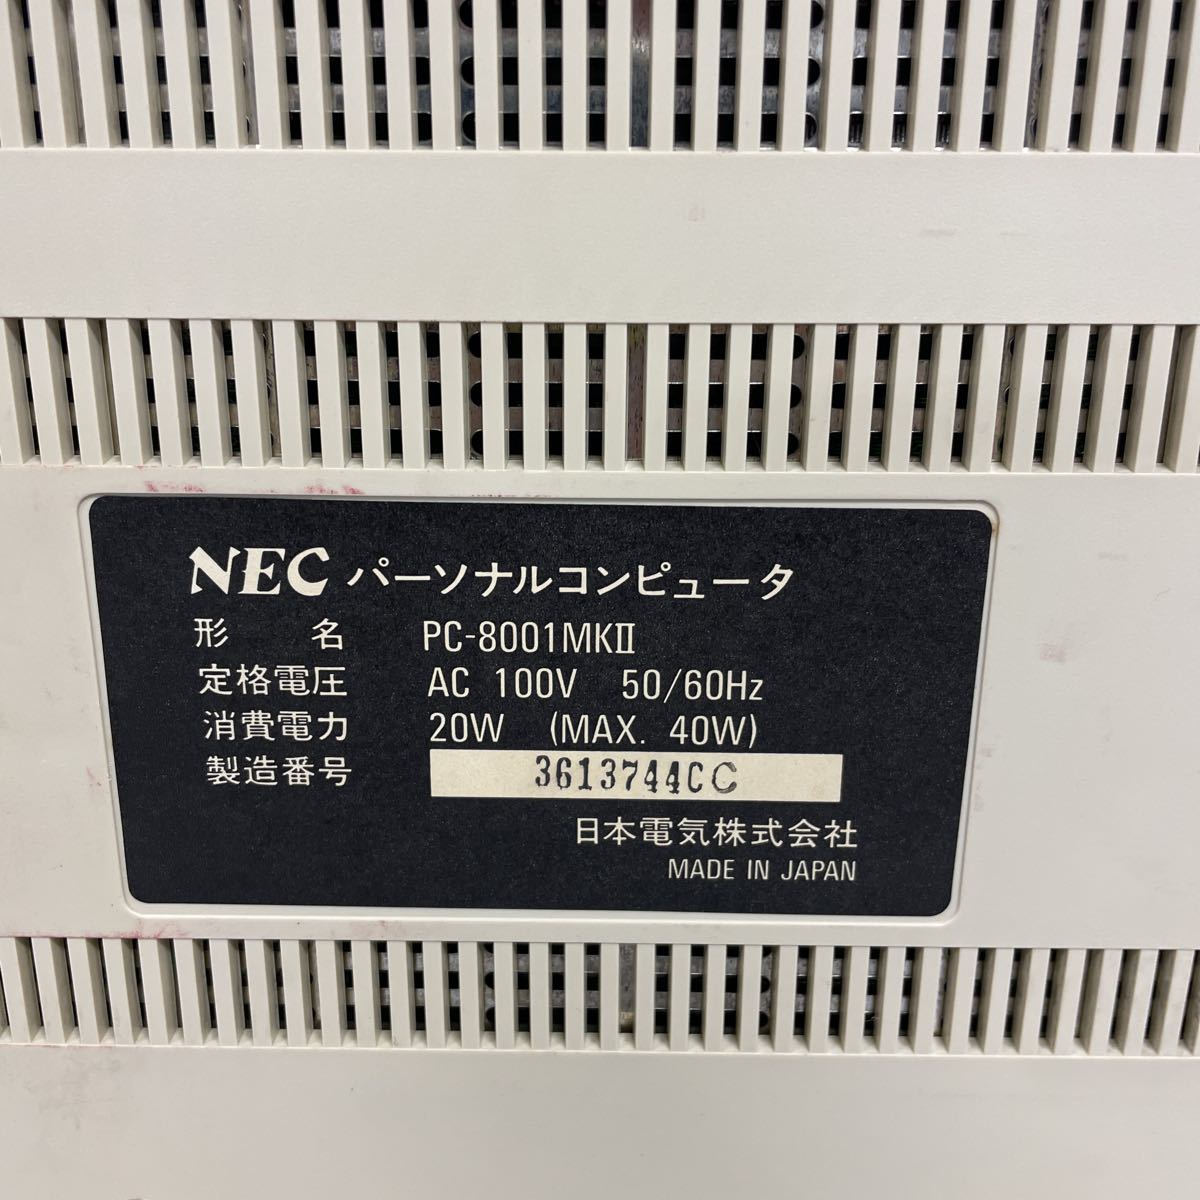 NEC パーソナルコンピュータ
形名 PC-8001MKⅡ
定格電圧 AC 100V 50/60Hz
消費電力 20W (MAX. 40W)
製造番号 3613744CC
日本電気株式会社
MADE IN JAPAN